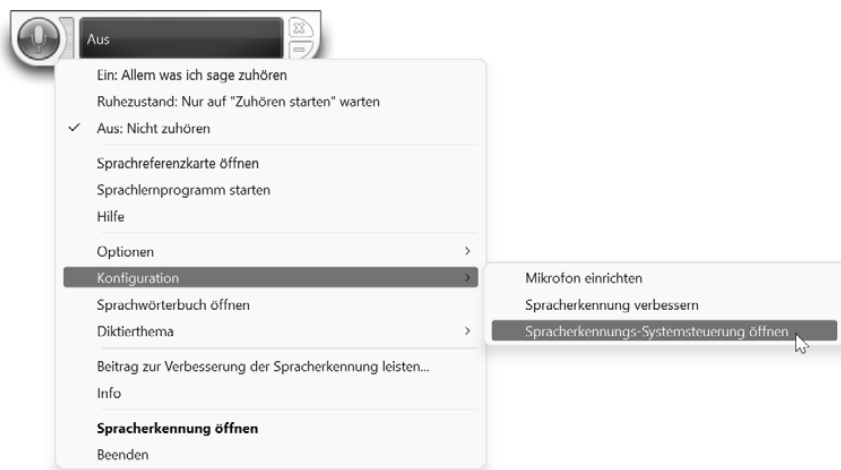 Aus
Ein: Allem was ich sage zuhören
Ruhezustand: Nur auf "Zuhören starten" warten
Aus: Nicht zuhören
Sprachreferenzkarte öffnen
Sprachlernprogramm starten
Hilfe
Optionen
Konfiguration
Mikrofon einrichten
Sprachwörterbuch öffnen
Spracherkennung verbessern
Diktierthema
Spracherkennungs-Systemsteuerung öffnen
Beitrag zur Verbesserung der Spracherkennung leisten...
Info
Spracherkennung öffnen
Beenden